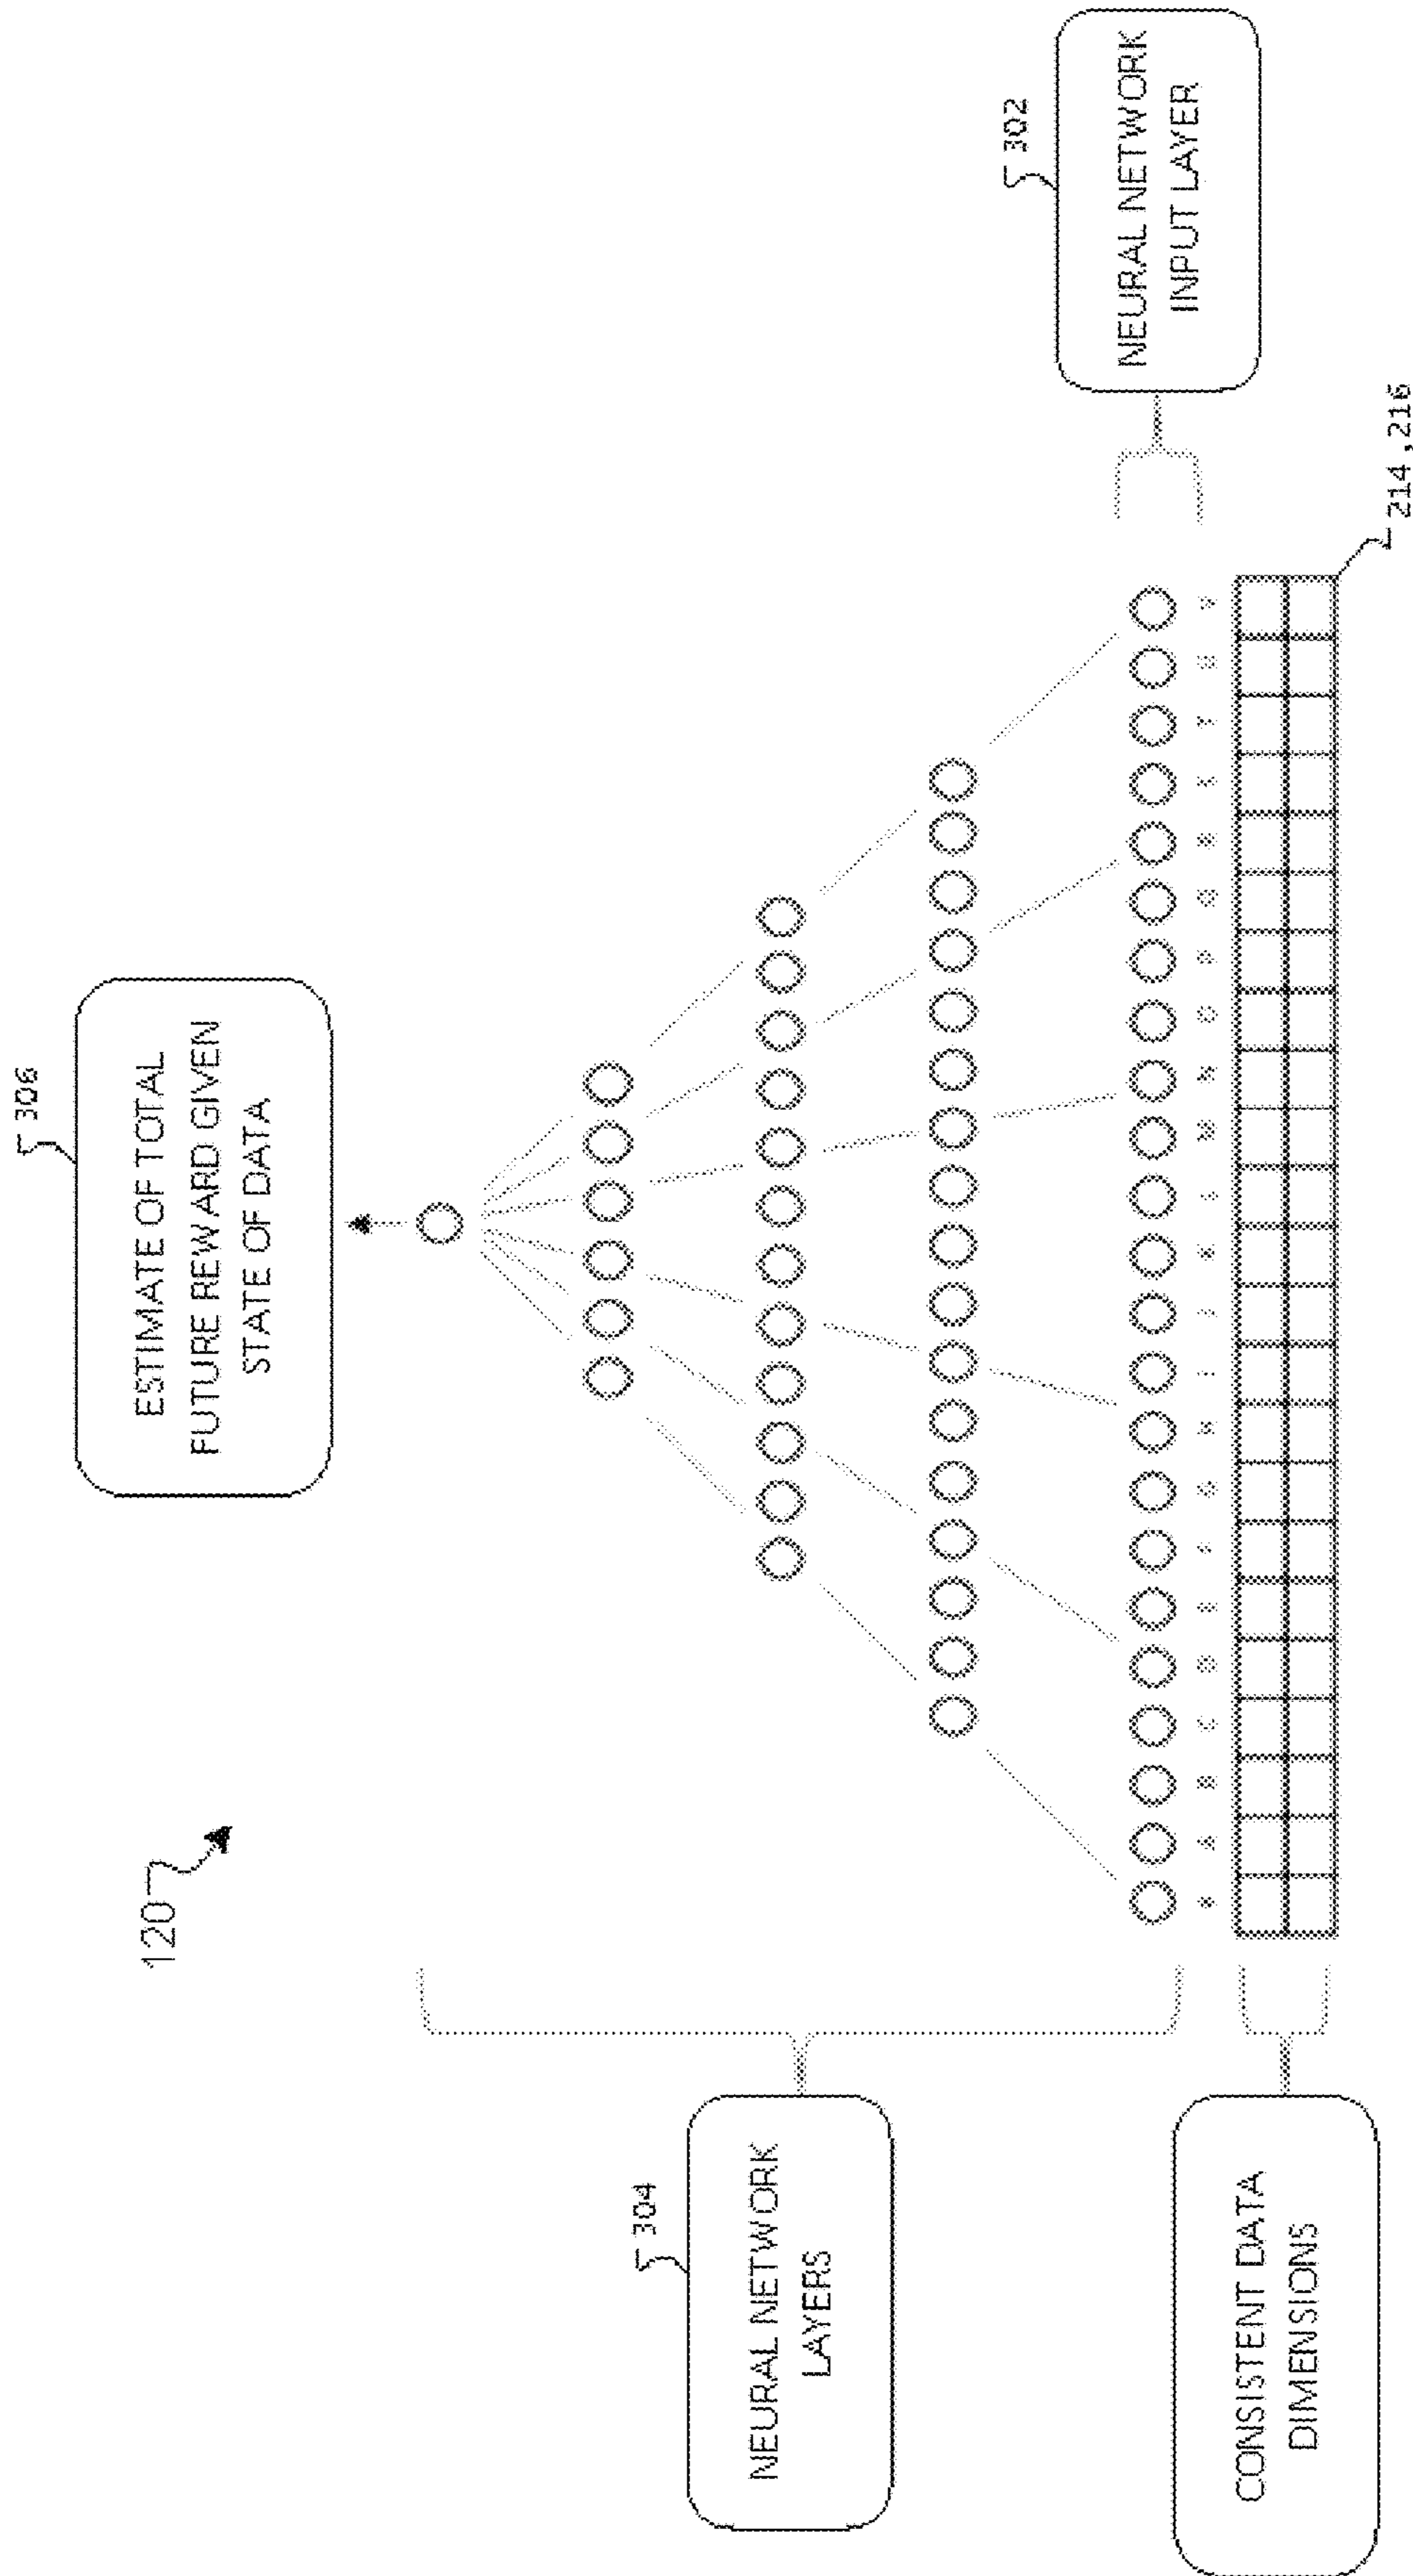 120
306
ESTIMATE OF TOTAL
FUTURE REWARD GIVEN
STATE OF DATA
304
NEURAL NETWORK
LAYERS
302
NEURAL NETWORK
INPUT LAYER
CONSISTENT DATA
DIMENSIONS
214,216